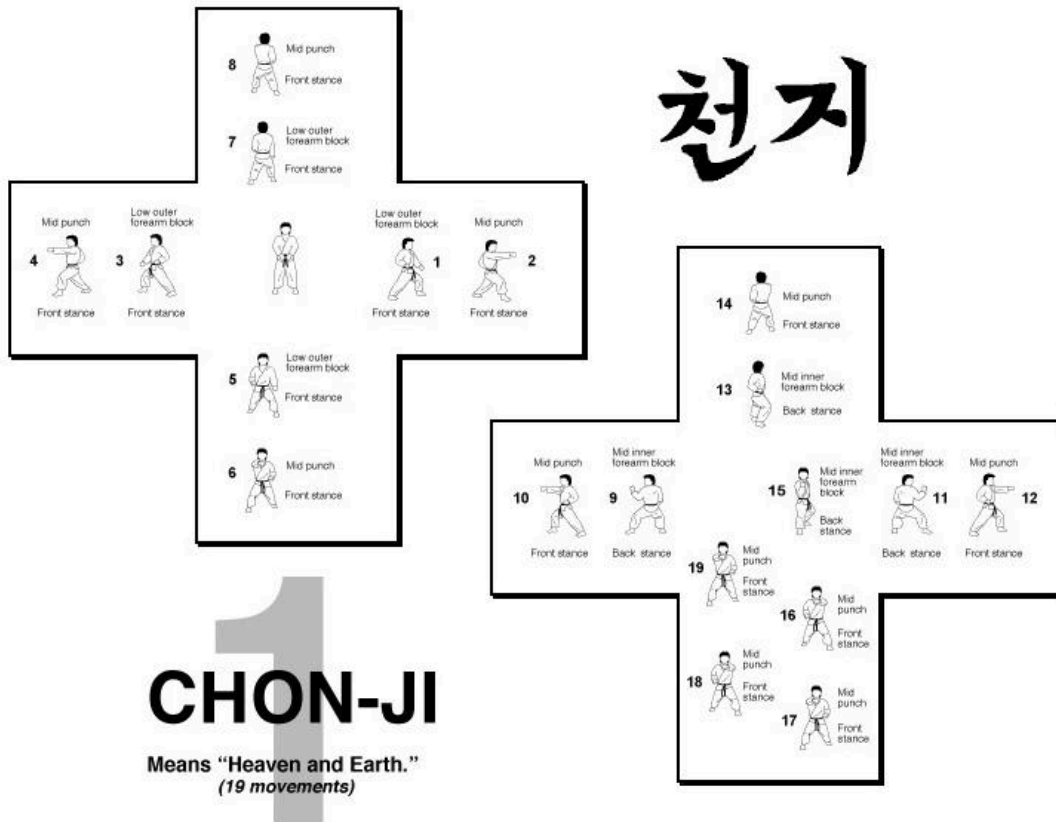 8
Mid punch
Front stance
7
Low outer
forearm block
Front stance
Mid punch
4
Front stance
Low outer
forearm block
3
Front stance
Low outer
forearm block
1
Front stance
Mid punch
2
Front stance
5
Low outer
forearm block
Front stance
6
Mid punch
Front stance
천지
14
Mid punch
Front stance
13
Mid inner
forearm block
Back stance
Mid punch
10
Front stance
Mid inner
forearm block
9
Back stance
15
Mid inner
forearm
block
Back
stance
Mid inner
forearm block
11
Back stance
Mid punch
12
Front stance
19
Mid
punch
Front
stance
16
Mid
punch
Front
stance
18
Mid
punch
Front
stance
17
Mid
punch
Front
stance
1
CHON-JI
Means “Heaven and Earth.”
(19 movements)